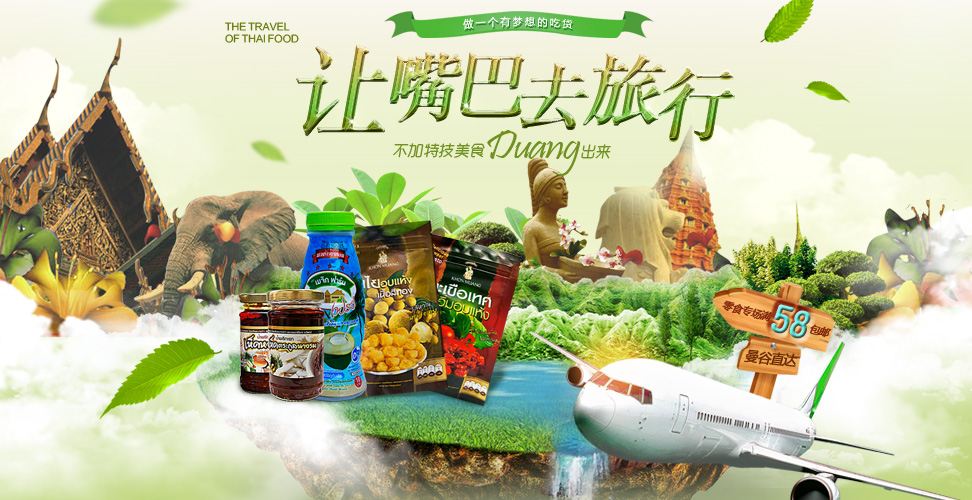 THE TRAVEL
OF THAI FOOD
做一个有梦想的吃货
让嘴巴去旅行
不加特技美食Duang出来
零食专场满58包邮
曼谷直达